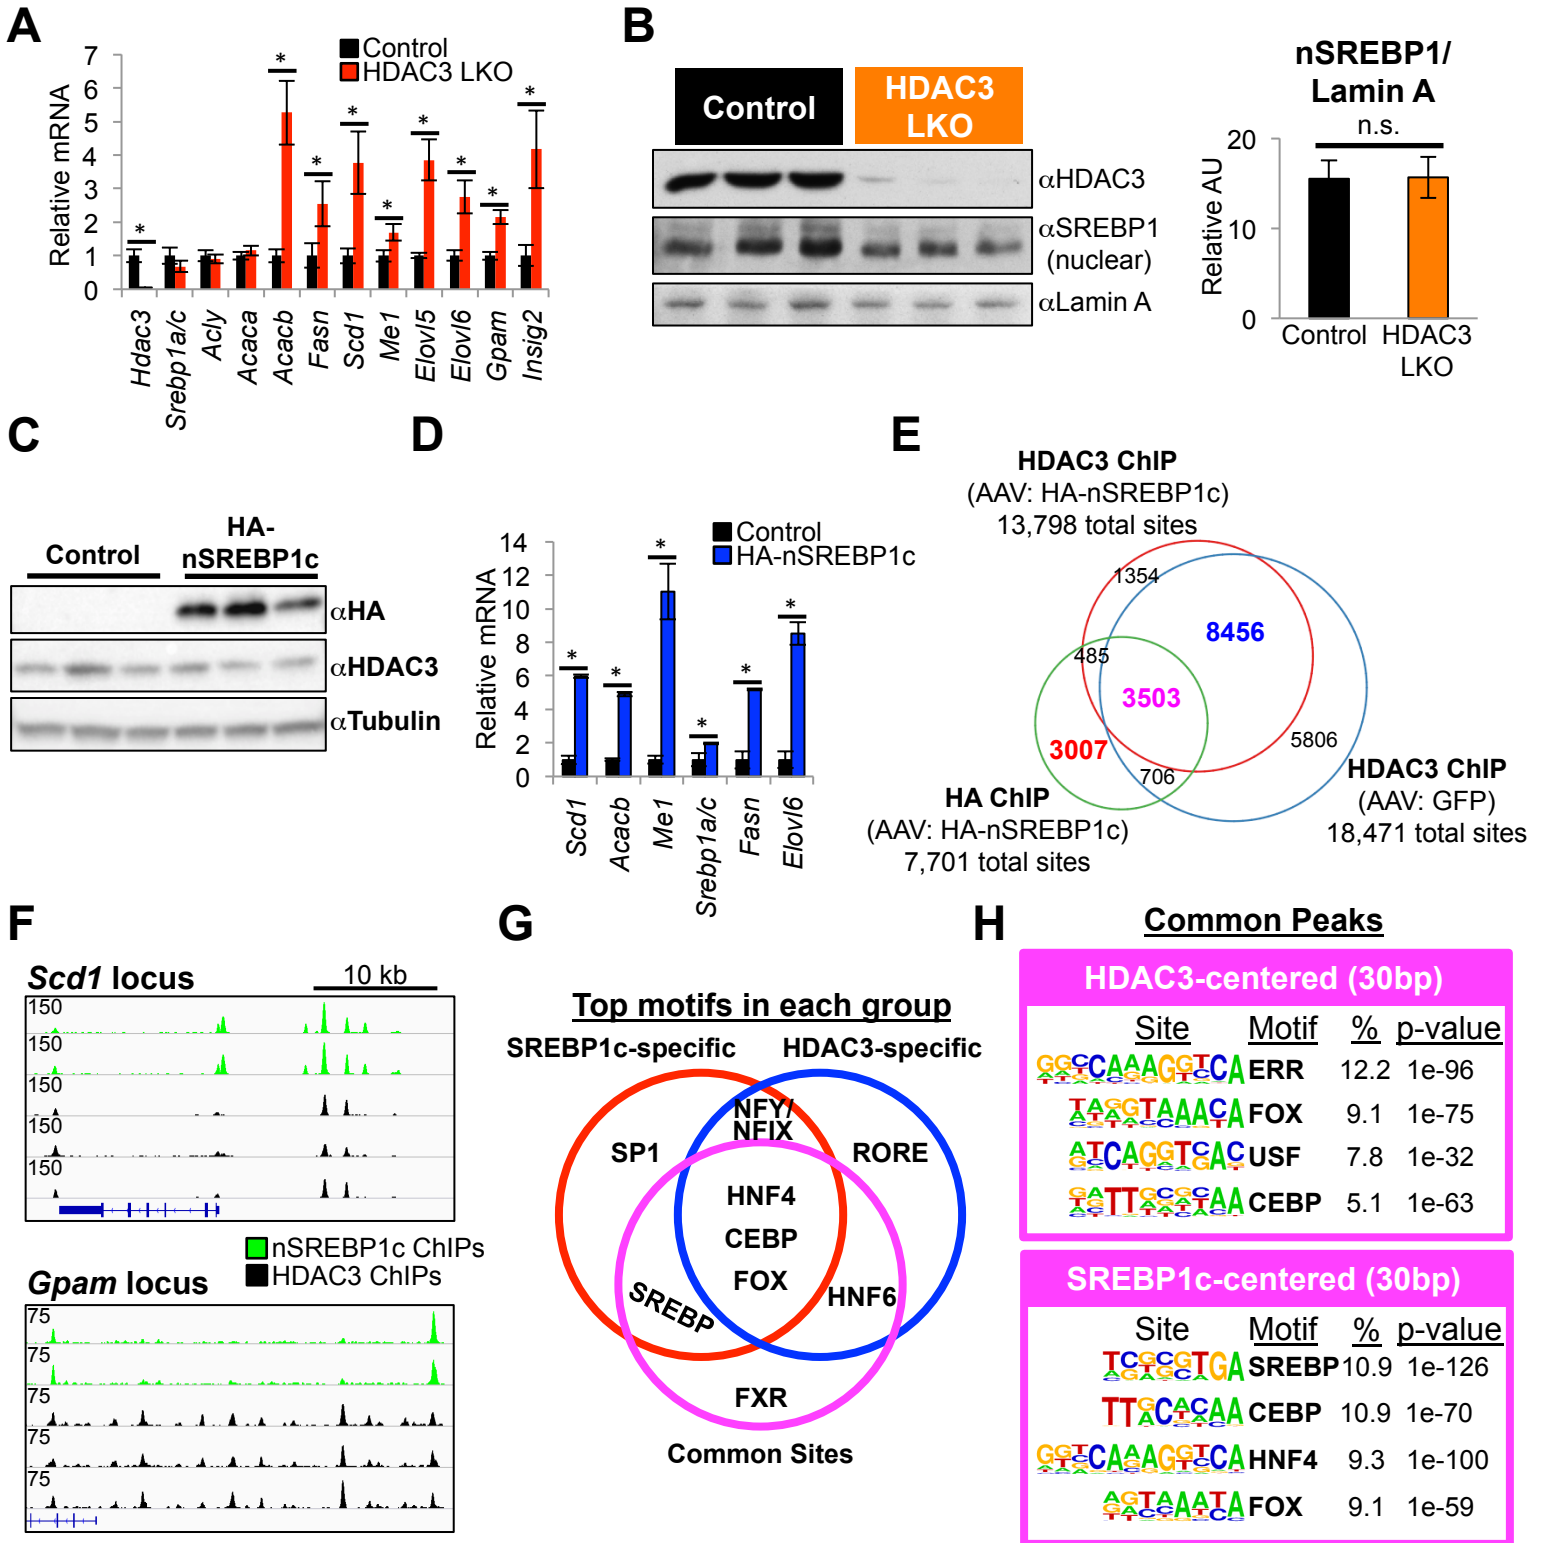 A
Control
HDAC3 LKO
Relative mRNA
7
6
5
4
3
2
1
0
* * * * * * * * *
Hdac3
Srebp1a/c
Acly
Acaca
Acacb
Fasn
Scd1
Me1
Elovl5
Elovl6
Gpam
Insig2
B
Control
HDAC3
LKO
αHDAC3
αSREBP1
(nuclear)
αLamin A
nSREBP1/
Lamin A
n.s.
Relative AU
20
10
0
Control
HDAC3
LKO
C
Control
HA-
nSREBP1c
αHA
αHDAC3
αTubulin
D
Control
HA-nSREBP1c
Relative mRNA
14
12
10
8
6
4
2
0
* * * * * *
Scd1
Acacb
Me1
Srebp1a/c
Fasn
Elovl6
E
HDAC3 ChIP
(AAV: HA-nSREBP1c)
13,798 total sites
1354
8456
485
3503
3007
706
5806
HA ChIP
(AAV: HA-nSREBP1c)
7,701 total sites
HDAC3 ChIP
(AAV: GFP)
18,471 total sites
F
Scd1 locus
10 kb
150
150
150
150
150
nSREBP1c ChIPs
HDAC3 ChIPs
Gpam locus
75
75
75
75
75
G
Top motifs in each group
SREBP1c-specific
HDAC3-specific
NFY/
NFIX
SP1
RORE
HNF4
CEBP
FOX
SREBP
HNF6
FXR
Common Sites
H
Common Peaks
HDAC3-centered (30bp)
Site Motif % p-value
GGCCAAAGGTCA ERR 12.2 1e-96
TAGGTAAACA FOX 9.1 1e-75
ATCAGGTCAC USF 7.8 1e-32
GATTGCGCAA CEBP 5.1 1e-63
SREBP1c-centered (30bp)
Site Motif % p-value
TCGCGTGA SREBP 10.9 1e-126
TTGCACAA CEBP 10.9 1e-70
GGTCAAAGGTCA HNF4 9.3 1e-100
AGTAAATA FOX 9.1 1e-59